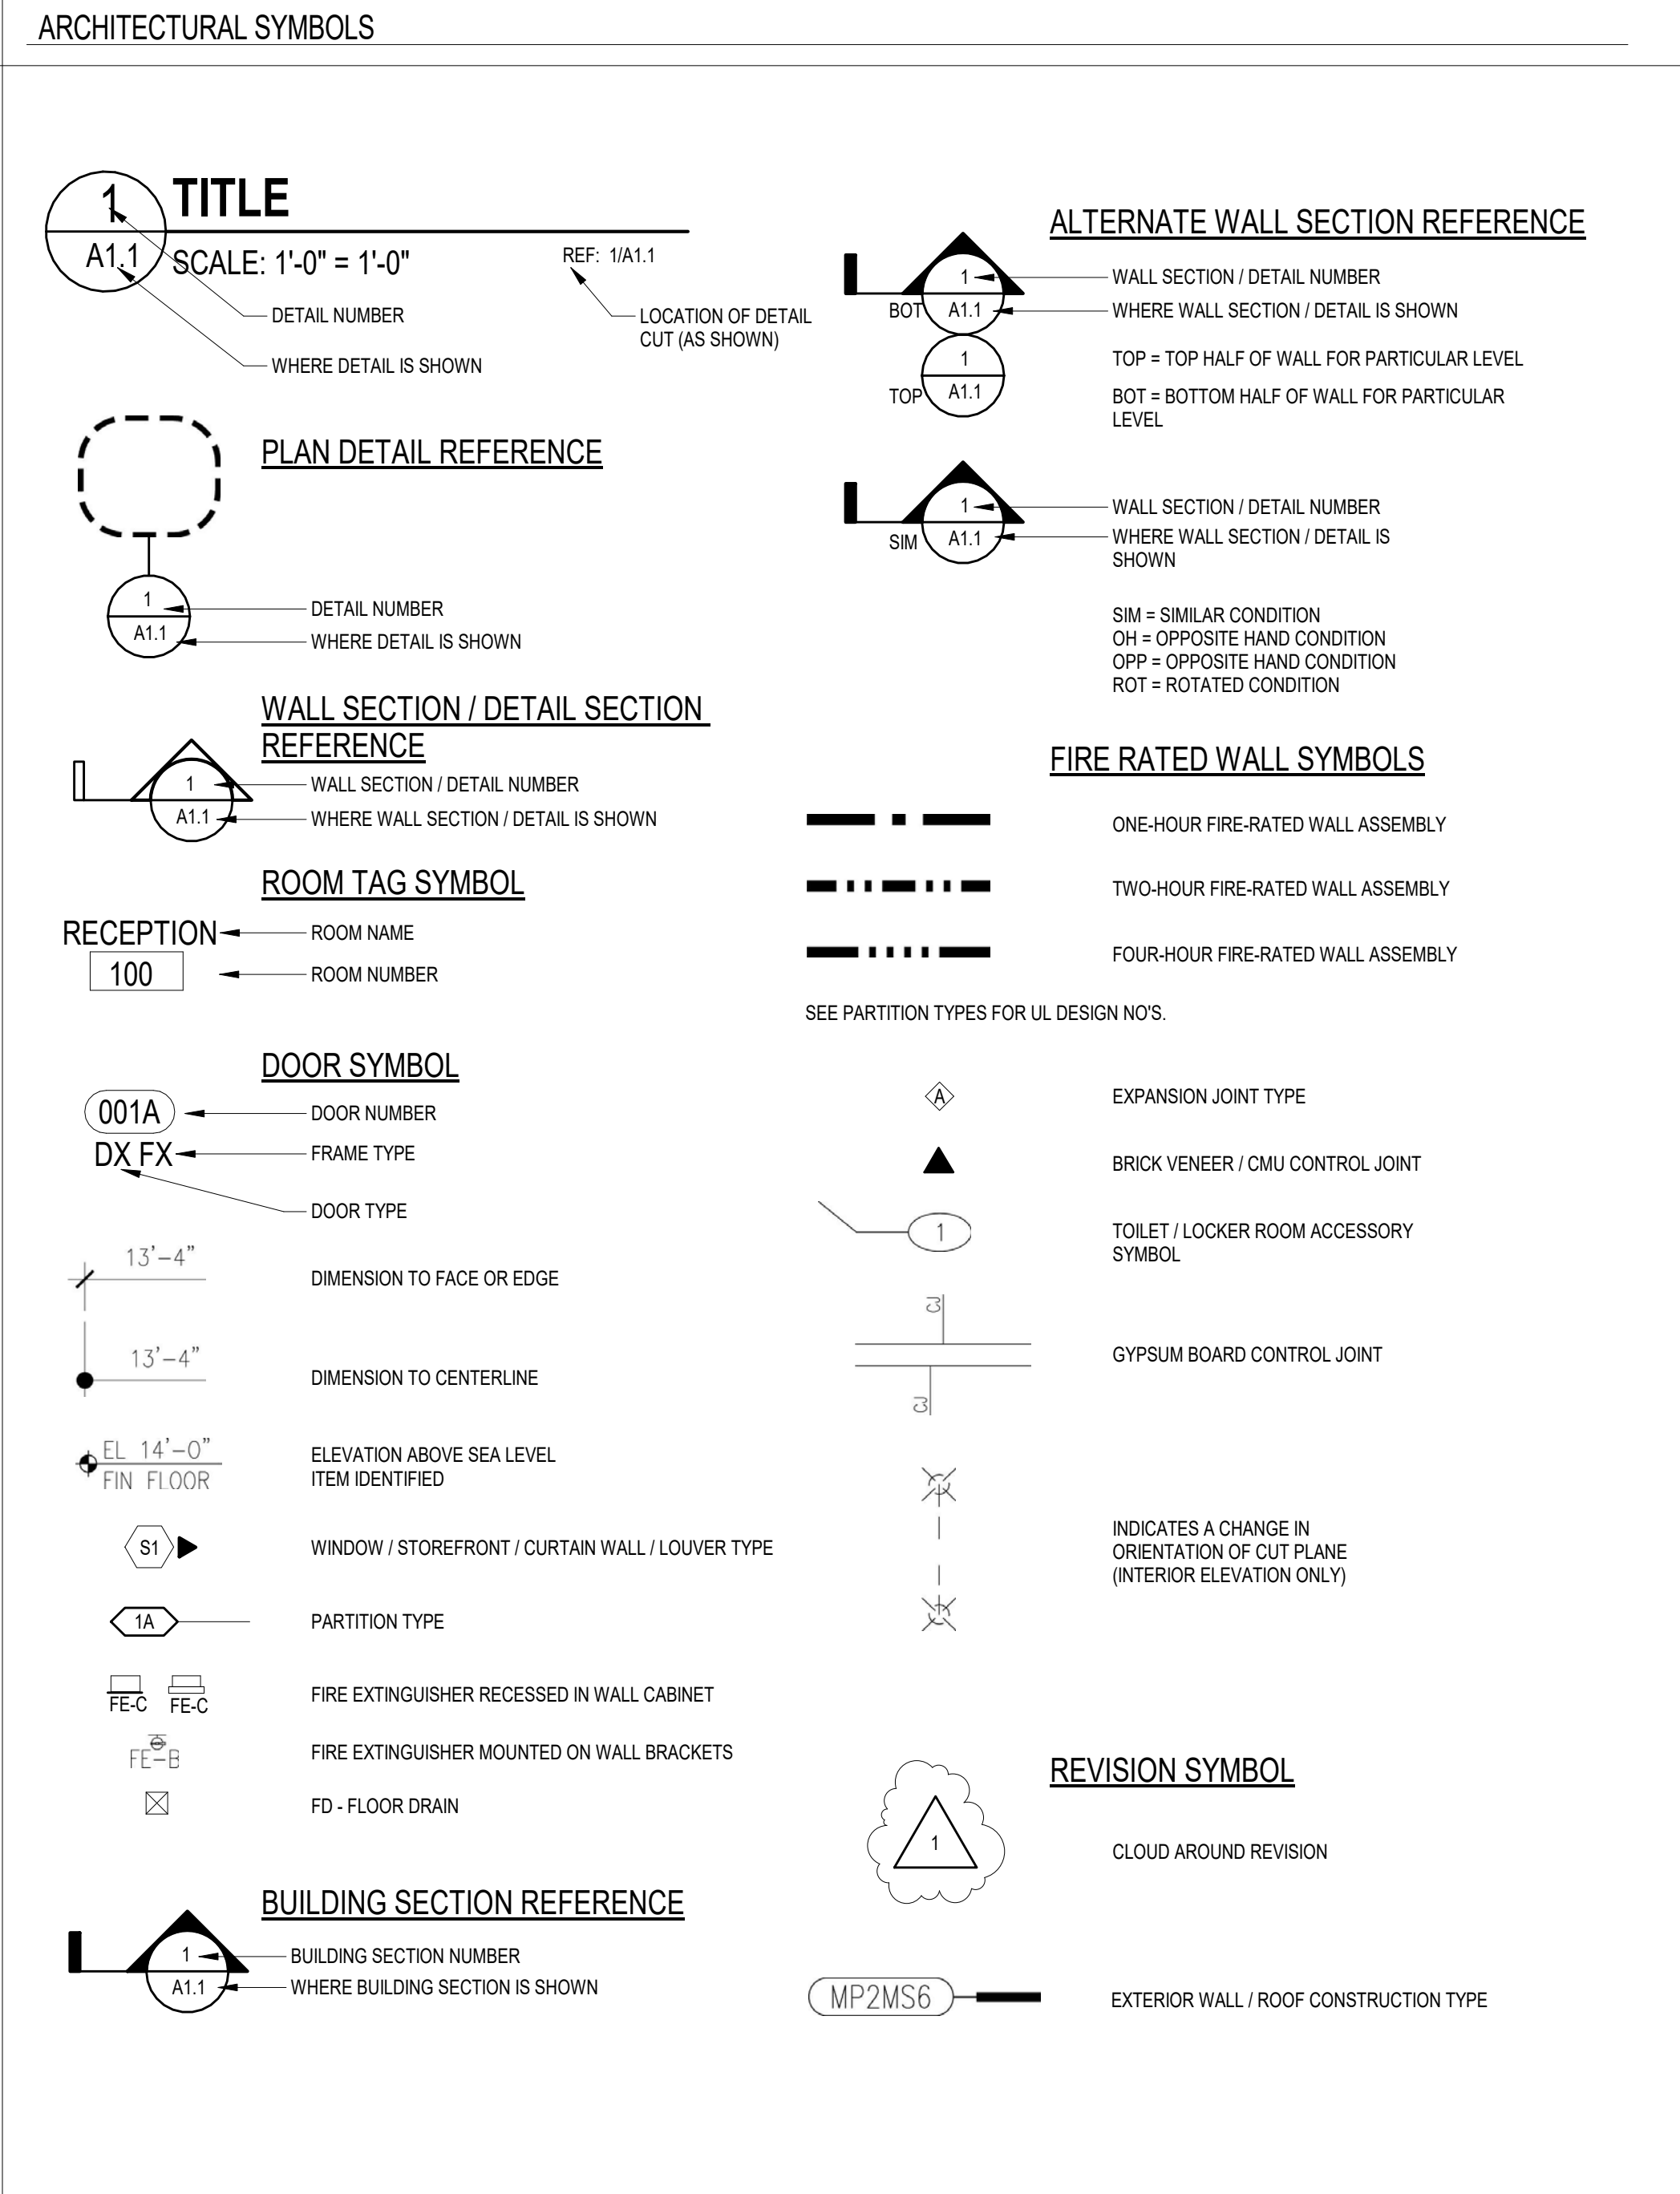 ARCHITECTURAL SYMBOLS
1
TITLE
A1.1
SCALE: 1'-0" = 1'-0"
REF: 1/A1.1
DETAIL NUMBER
LOCATION OF DETAIL
CUT (AS SHOWN)
WHERE DETAIL IS SHOWN
PLAN DETAIL REFERENCE
1
DETAIL NUMBER
A1.1
WHERE DETAIL IS SHOWN
WALL SECTION / DETAIL SECTION
REFERENCE
1
WALL SECTION / DETAIL NUMBER
A1.1
WHERE WALL SECTION / DETAIL IS SHOWN
ROOM TAG SYMBOL
RECEPTION
ROOM NAME
100
ROOM NUMBER
DOOR SYMBOL
001A
DOOR NUMBER
DX FX
FRAME TYPE
DOOR TYPE
13'-4"
DIMENSION TO FACE OR EDGE
13'-4"
DIMENSION TO CENTERLINE
EL 14'-0"
FIN FLOOR
ELEVATION ABOVE SEA LEVEL
ITEM IDENTIFIED
S1
WINDOW / STOREFRONT / CURTAIN WALL / LOUVER TYPE
1A
PARTITION TYPE
FE-C FE-C
FIRE EXTINGUISHER RECESSED IN WALL CABINET
FE-B
FIRE EXTINGUISHER MOUNTED ON WALL BRACKETS
FD - FLOOR DRAIN
BUILDING SECTION REFERENCE
1
BUILDING SECTION NUMBER
A1.1
WHERE BUILDING SECTION IS SHOWN
ALTERNATE WALL SECTION REFERENCE
1
WALL SECTION / DETAIL NUMBER
BOT
A1.1
WHERE WALL SECTION / DETAIL IS SHOWN
1
TOP = TOP HALF OF WALL FOR PARTICULAR LEVEL
TOP
A1.1
BOT = BOTTOM HALF OF WALL FOR PARTICULAR
LEVEL
1
WALL SECTION / DETAIL NUMBER
SIM
A1.1
WHERE WALL SECTION / DETAIL IS
SHOWN
SIM = SIMILAR CONDITION
OH = OPPOSITE HAND CONDITION
OPP = OPPOSITE HAND CONDITION
ROT = ROTATED CONDITION
FIRE RATED WALL SYMBOLS
ONE-HOUR FIRE-RATED WALL ASSEMBLY
TWO-HOUR FIRE-RATED WALL ASSEMBLY
FOUR-HOUR FIRE-RATED WALL ASSEMBLY
SEE PARTITION TYPES FOR UL DESIGN NO'S.
A
EXPANSION JOINT TYPE
BRICK VENEER / CMU CONTROL JOINT
1
TOILET / LOCKER ROOM ACCESSORY
SYMBOL
CJ
GYPSUM BOARD CONTROL JOINT
CJ
INDICATES A CHANGE IN
ORIENTATION OF CUT PLANE
(INTERIOR ELEVATION ONLY)
REVISION SYMBOL
1
CLOUD AROUND REVISION
MP2MS6
EXTERIOR WALL / ROOF CONSTRUCTION TYPE